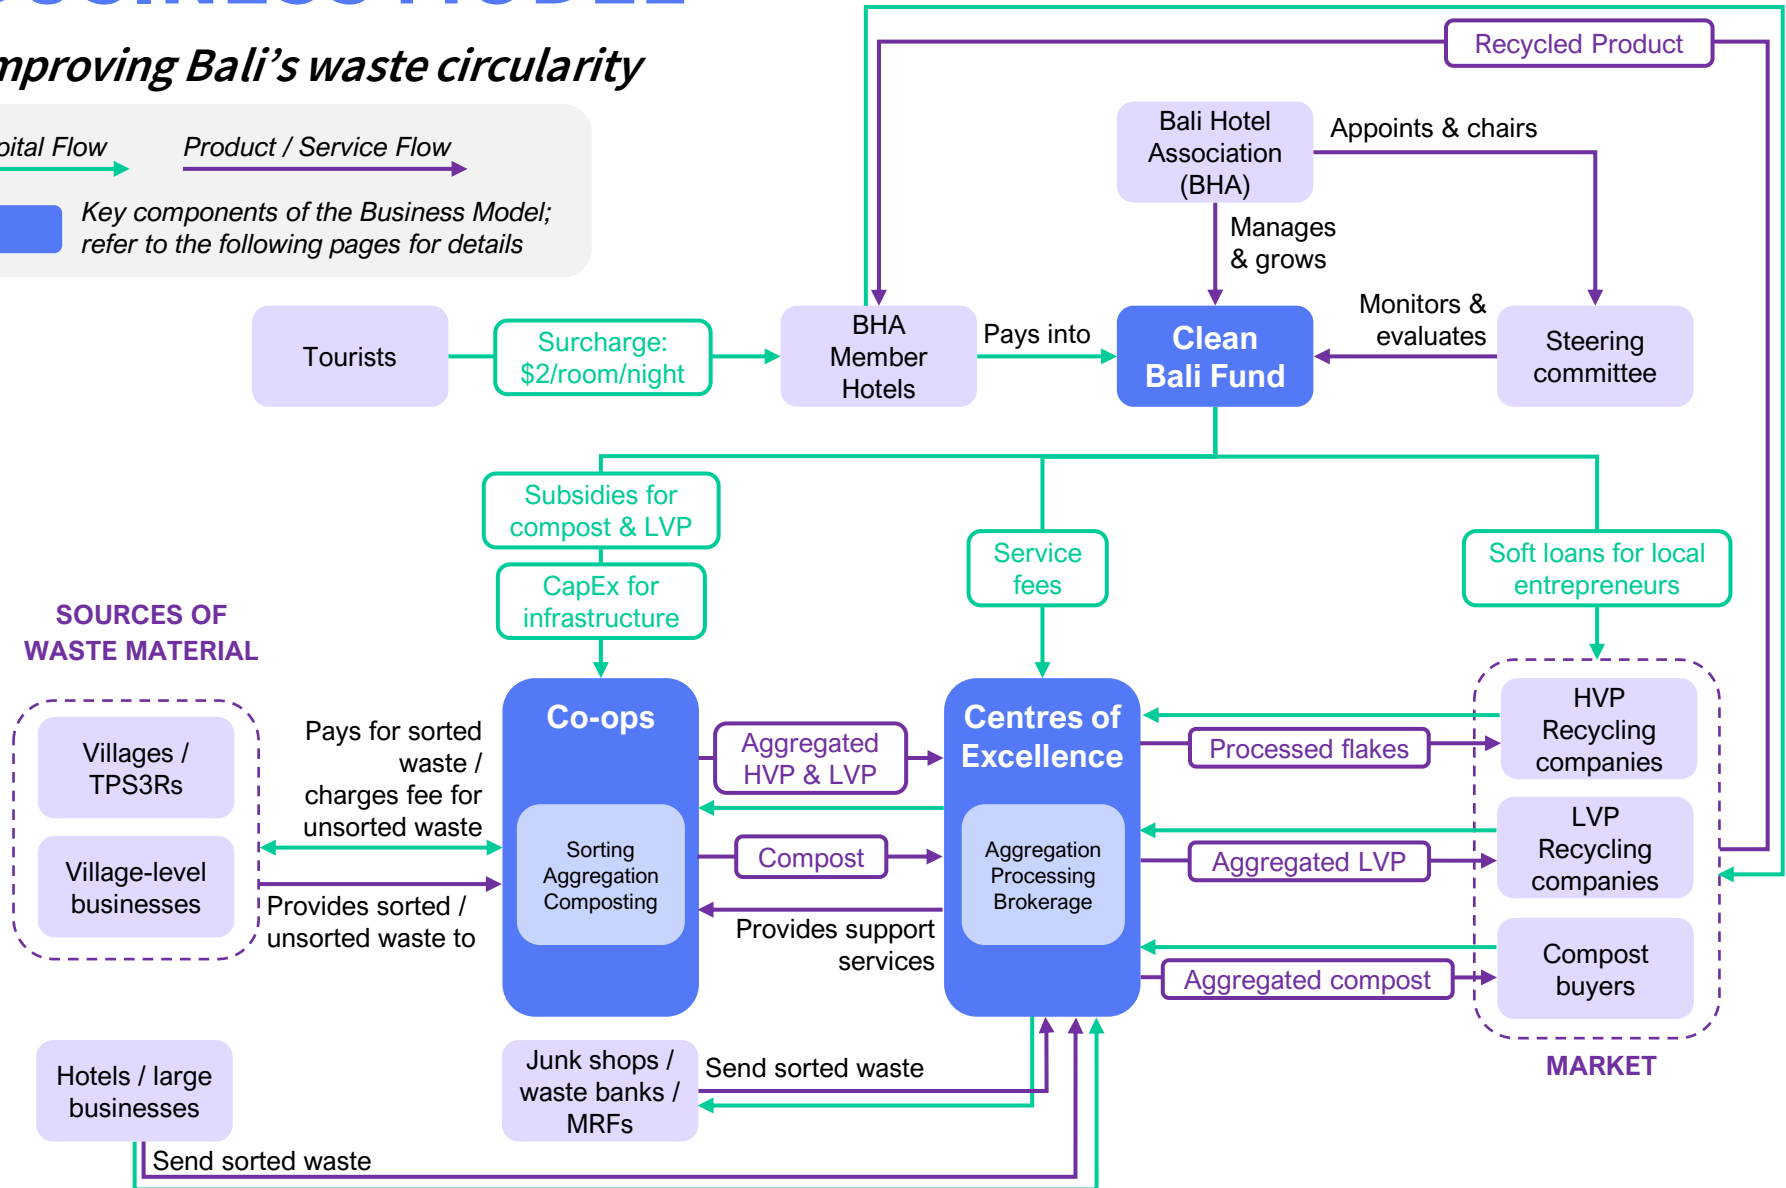 mproving Bali's waste circularity
pital Flow
Product / Service Flow
Key components of the Business Model;
refer to the following pages for details
Recycled Product
Bali Hotel
Association
(BHA)
Appoints & chairs
Manages
& grows
Tourists
Surcharge:
$2/room/night
BHA
Member
Hotels
Pays into
Clean
Bali Fund
Monitors &
evaluates
Steering
committee
Subsidies for
compost & LVP
CapEx for
infrastructure
Service
fees
Soft loans for local
entrepreneurs
SOURCES OF
WASTE MATERIAL
Villages /
TPS3Rs
Village-level
businesses
Pays for sorted
waste /
charges fee for
unsorted waste
Provides sorted /
unsorted waste to
Co-ops
Sorting
Aggregation
Composting
Aggregated
HVP & LVP
Compost
Provides support
services
Centres of
Excellence
Aggregation
Processing
Brokerage
Processed flakes
Aggregated LVP
Aggregated compost
HVP
Recycling
companies
LVP
Recycling
companies
Compost
buyers
MARKET
Hotels / large
businesses
Junk shops /
waste banks /
MRFs
Send sorted waste
Send sorted waste